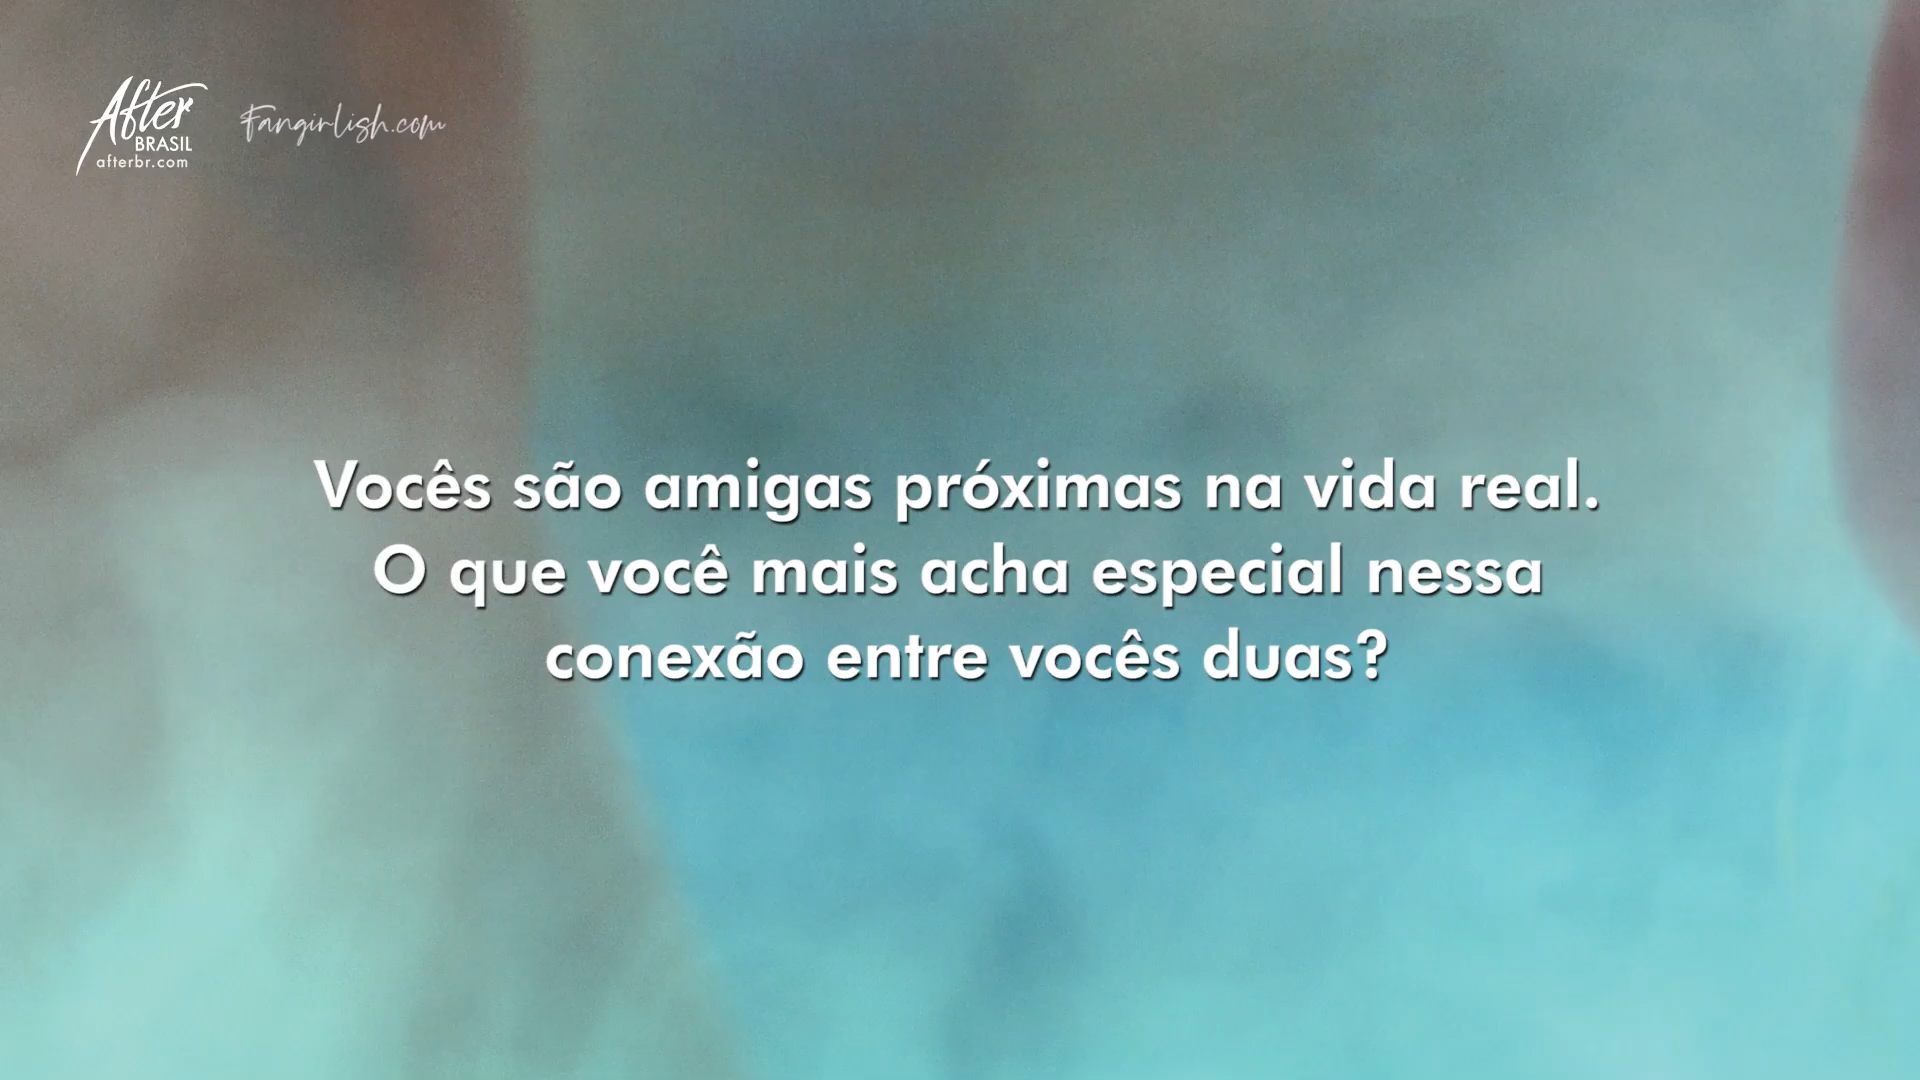 After
BRASIL
afterbr.com
Fangirlish.com
Vocês são amigas próximas na vida real.
O que você mais acha especial nessa
conexão entre vocês duas?